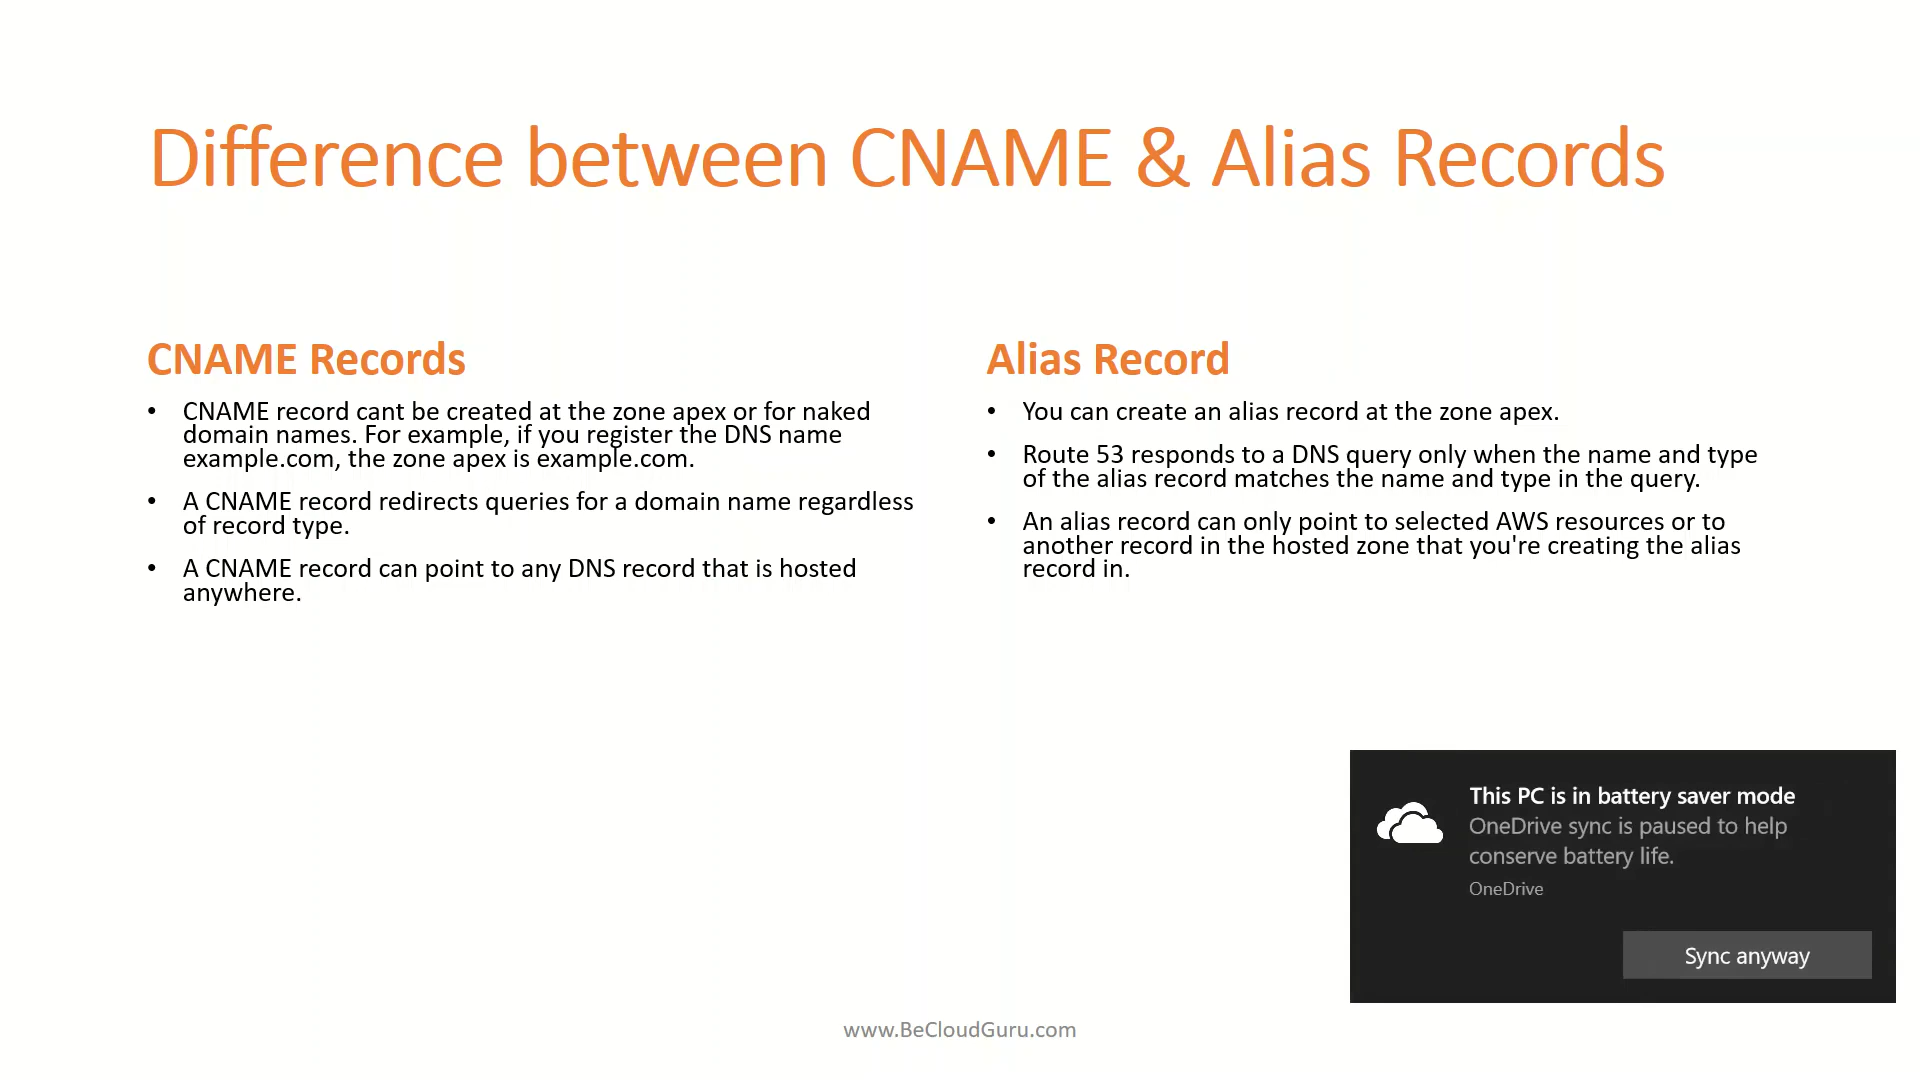 Difference between CNAME & Alias Records
CNAME Records
• CNAME record cant be created at the zone apex or for naked
domain names. For example, if you register the DNS name
example.com, the zone apex is example.com.
• A CNAME record redirects queries for a domain name regardless
of record type.
• A CNAME record can point to any DNS record that is hosted
anywhere.
Alias Record
• You can create an alias record at the zone apex.
• Route 53 responds to a DNS query only when the name and type
of the alias record matches the name and type in the query.
• An alias record can only point to selected AWS resources or to
another record in the hosted zone that you're creating the alias
record in.
This PC is in battery saver mode
OneDrive sync is paused to help
conserve battery life.
OneDrive
Sync anyway
www.BeCloudGuru.com